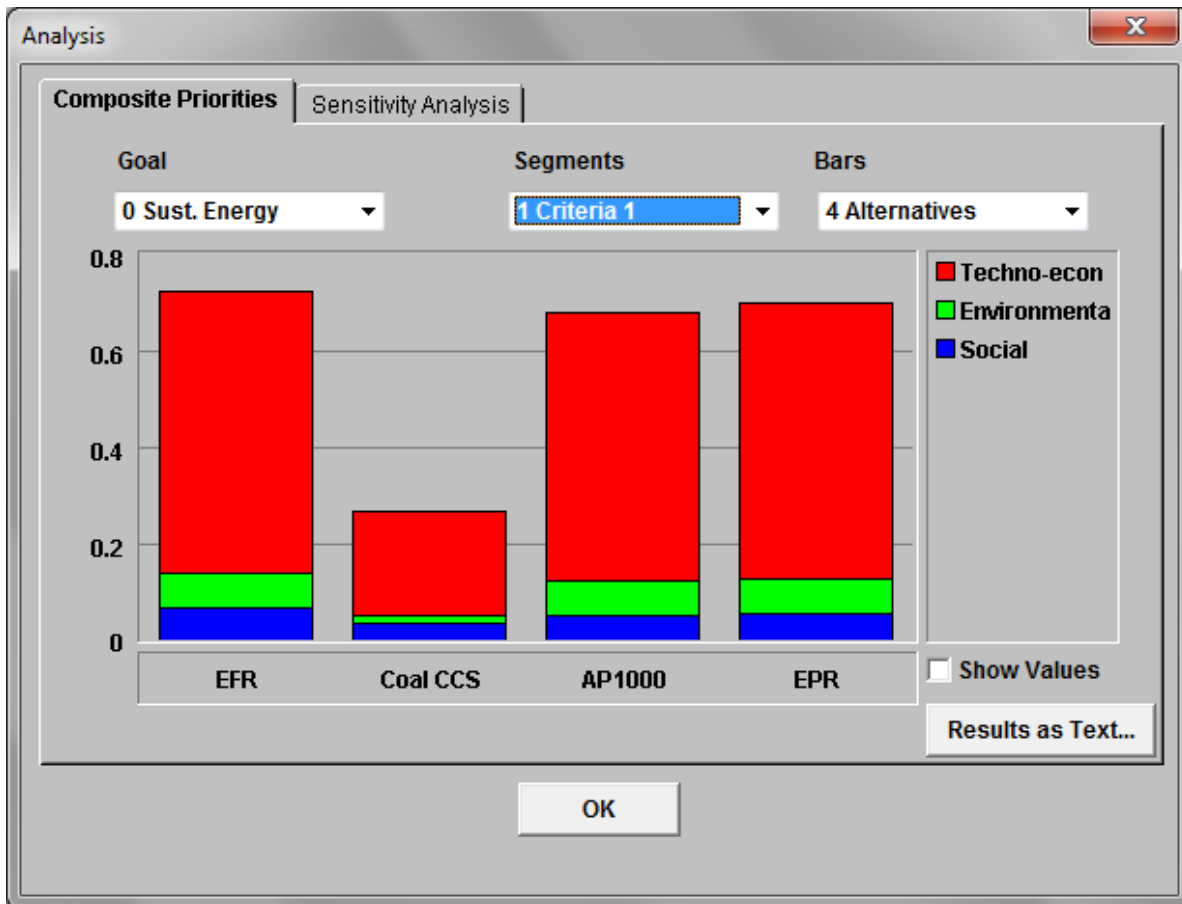 Analysis
X
Composite Priorities Sensitivity Analysis
Goal Segments Bars
0 Sust. Energy 1 Criteria 1 4 Alternatives
0.8
0.6
0.4
0.2
0
Techno-econ
Environmenta
Social
EFR Coal CCS AP1000 EPR
Show Values
Results as Text...
OK